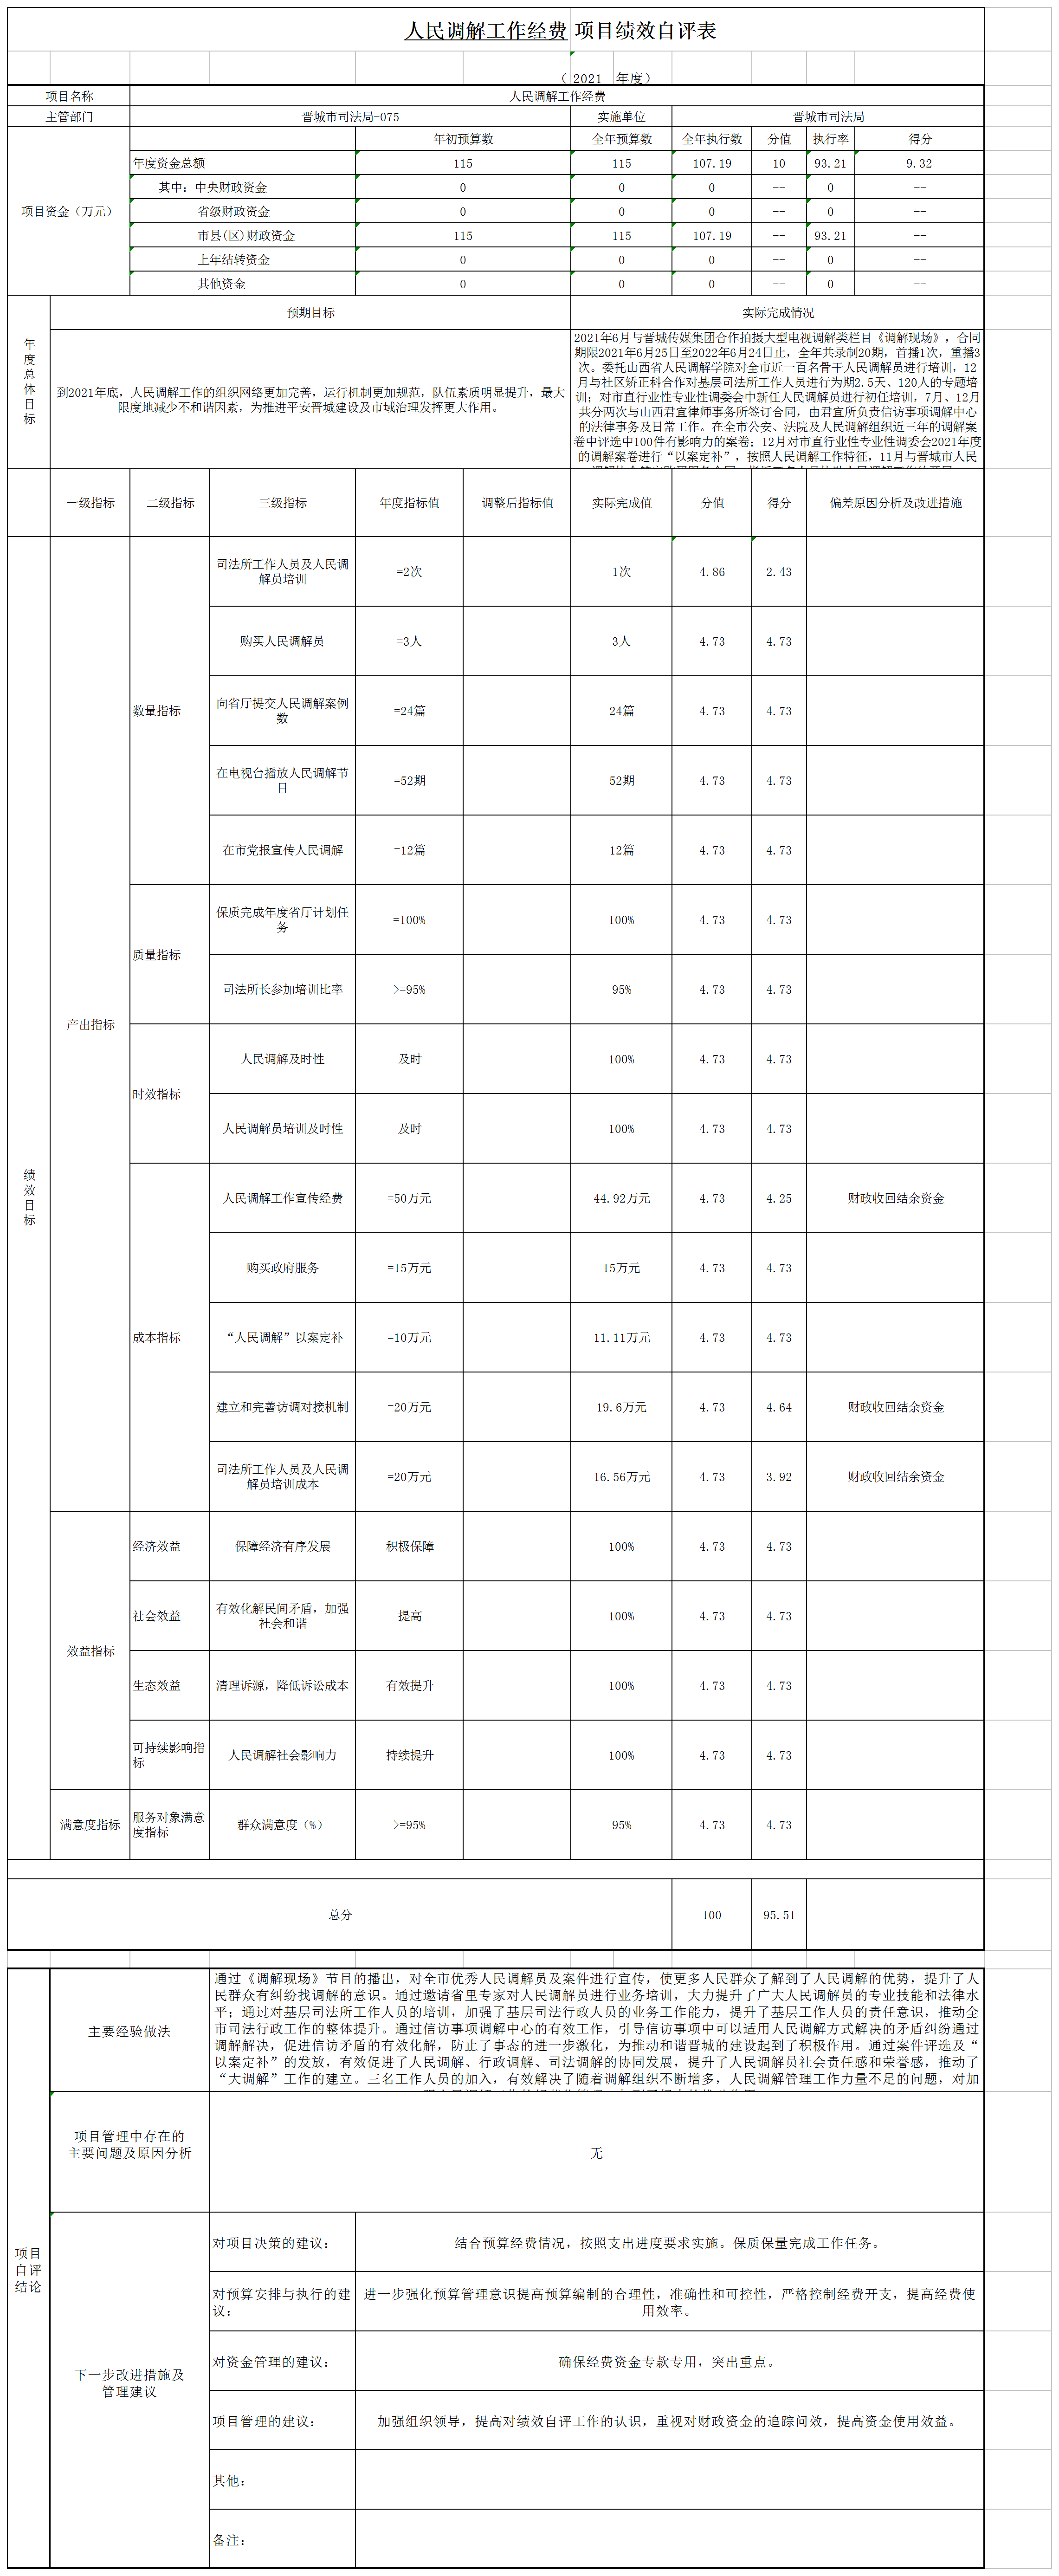 人民调解工作经费 项目绩效自评表
（ 2021 年度）
项目名称 人民调解工作经费
主管部门 晋城市司法局-075 实施单位 晋城市司法局
项目资金（万元） 年初预算数 全年预算数 全年执行数 分值 执行率 得分
年度资金总额 115 115 107.19 10 93.21 9.32
其中：中央财政资金 0 0 0 -- 0 --
省级财政资金 0 0 0 -- 0 --
市县(区)财政资金 115 115 107.19 -- 93.21 --
上年结转资金 0 0 0 -- 0 --
其他资金 0 0 0 -- 0 --
年度总体目标
预期目标 实际完成情况
到2021年底，人民调解工作的组织网络更加完善，运行机制更加规范，队伍素质明显提升，最大
限度地减少不和谐因素，为推进平安晋城建设及市域治理发挥更大作用。
2021年6月与晋城传媒集团合作拍摄大型电视调解类栏目《调解现场》，合同
期限2021年6月25日至2022年6月24日止，全年共录制20期，首播1次，重播3
次。委托山西省人民调解学院对全市近一百名骨干人民调解员进行培训，12
月与社区矫正科合作对基层司法所工作人员进行为期2.5天、120人的专题培
训；对市直行业性专业性调委会中新任人民调解员进行初任培训，7月、12月
共分两次与山西君宜律师事务所签订合同，由君宜所负责信访事项调解中心
的法律事务及日常工作。在全市公安、法院及人民调解组织近三年的调解案
卷中评选中100件有影响力的案卷；12月对市直行业性专业性调委会2021年度
的调解案卷进行“以案定补”，按照人民调解工作特征，11月与晋城市人民
绩效目标
一级指标 二级指标 三级指标 年度指标值 调整后指标值 实际完成值 分值 得分 偏差原因分析及改进措施
产出指标
数量指标
司法所工作人员及人民调
解员培训 =2次 1次 4.86 2.43
购买人民调解员 =3人 3人 4.73 4.73
向省厅提交人民调解案例
数 =24篇 24篇 4.73 4.73
在电视台播放人民调解节
目 =52期 52期 4.73 4.73
在市党报宣传人民调解 =12篇 12篇 4.73 4.73
质量指标
保质完成年度省厅计划任
务 =100% 100% 4.73 4.73
司法所长参加培训比率 >=95% 95% 4.73 4.73
时效指标
人民调解及时性 及时 100% 4.73 4.73
人民调解员培训及时性 及时 100% 4.73 4.73
成本指标
人民调解工作宣传经费 =50万元 44.92万元 4.73 4.25 财政收回结余资金
购买政府服务 =15万元 15万元 4.73 4.73
“人民调解”以案定补 =10万元 11.11万元 4.73 4.73
建立和完善访调对接机制 =20万元 19.6万元 4.73 4.64 财政收回结余资金
司法所工作人员及人民调
解员培训成本 =20万元 16.56万元 4.73 3.92 财政收回结余资金
效益指标
经济效益 保障经济有序发展 积极保障 100% 4.73 4.73
社会效益 有效化解民间矛盾，加强
社会和谐 提高 100% 4.73 4.73
生态效益 清理诉源，降低诉讼成本 有效提升 100% 4.73 4.73
可持续影响指
标 人民调解社会影响力 持续提升 100% 4.73 4.73
满意度指标 服务对象满意
度指标 群众满意度（%） >=95% 95% 4.73 4.73
总分 100 95.51
项目
自评
结论
主要经验做法
通过《调解现场》节目的播出，对全市优秀人民调解员及案件进行宣传，使更多人民群众了解到了人民调解的优势，提升了人
民群众有纠纷找调解的意识。通过邀请省里专家对人民调解员进行业务培训，大力提升了广大人民调解员的专业技能和法律水
平；通过对基层司法所工作人员的培训，加强了基层司法行政人员的业务工作能力，提升了基层工作人员的责任意识，推动全
市司法行政工作的整体提升。通过信访事项调解中心的有效工作，引导信访事项中可以适用人民调解方式解决的矛盾纠纷通过
调解解决，促进信访矛盾的有效化解，防止了事态的进一步激化，为推动和谐晋城的建设起到了积极作用。通过案件评选及“
以案定补”的发放，有效促进了人民调解、行政调解、司法调解的协同发展，提升了人民调解员社会责任感和荣誉感，推动了
“大调解”工作的建立。三名工作人员的加入，有效解决了随着调解组织不断增多，人民调解管理工作力量不足的问题，对加
项目管理中存在的
主要问题及原因分析
无
下一步改进措施及
管理建议
对项目决策的建议： 结合预算经费情况，按照支出进度要求实施。保质保量完成工作任务。
对预算安排与执行的建
议：
进一步强化预算管理意识提高预算编制的合理性，准确性和可控性，严格控制经费开支，提高经费使
用效率。
对资金管理的建议： 确保经费资金专款专用，突出重点。
项目管理的建议： 加强组织领导，提高对绩效自评工作的认识，重视对财政资金的追踪问效，提高资金使用效益。
其他：
备注：